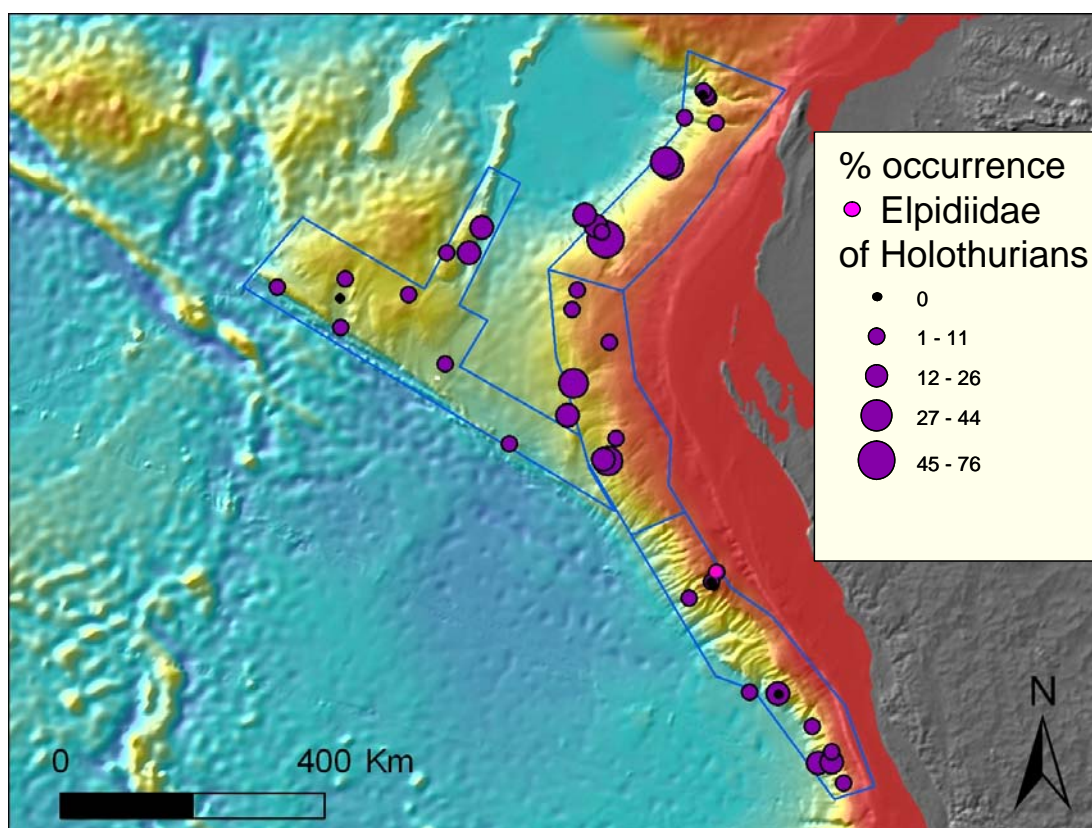 % occurrence
Elpidiidae
of Holothurians
0
1 - 11
12 - 26
27 - 44
45 - 76
N
0 400 Km